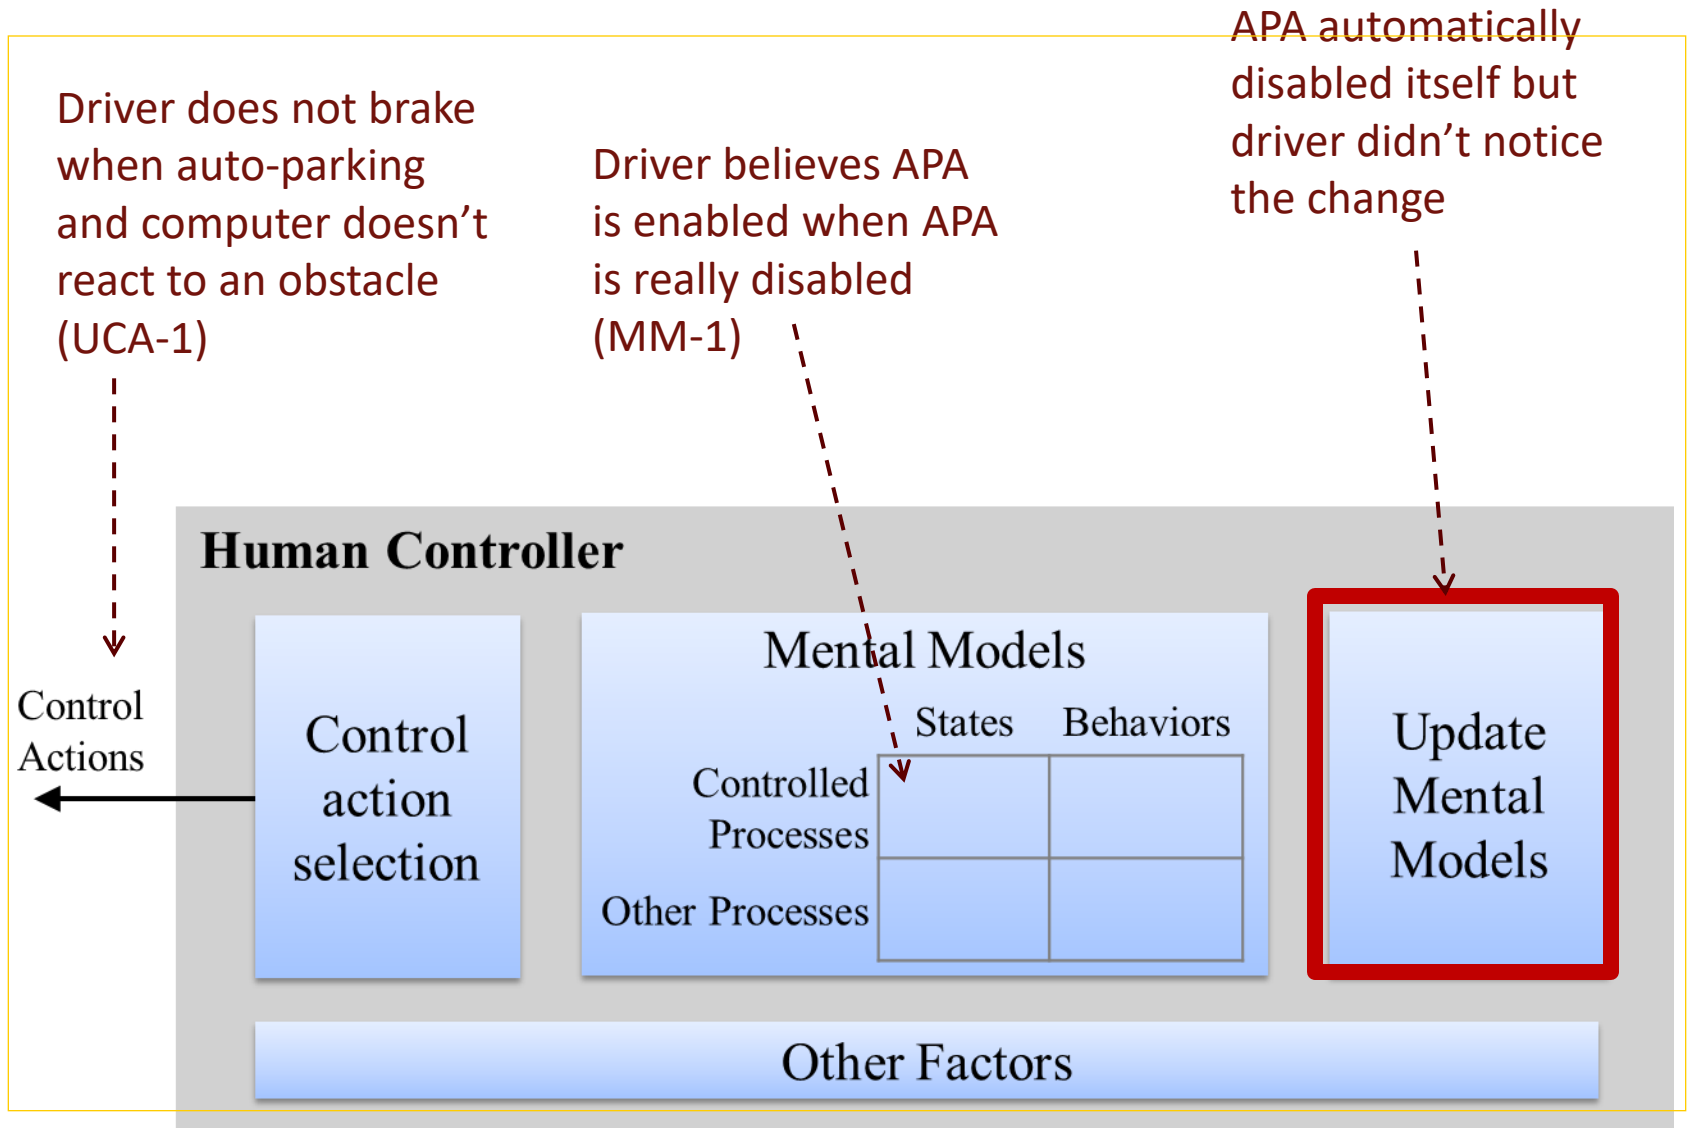 Driver does not brake
when auto-parking
and computer doesn’t
react to an obstacle
(UCA-1)
Driver believes APA
is enabled when APA
is really disabled
(MM-1)
APA automatically
disabled itself but
driver didn’t notice
the change
Human Controller
Control
Actions
Control
action
selection
Mental Models
States Behaviors
Controlled
Processes
Other Processes
Update
Mental
Models
Other Factors